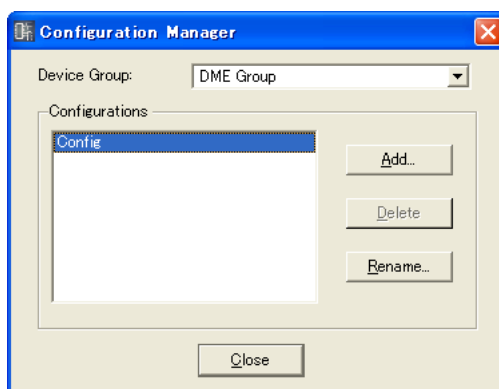 Configuration Manager
Device Group: DME Group
Configurations
Config
Add...
Delete
Rename...
Close